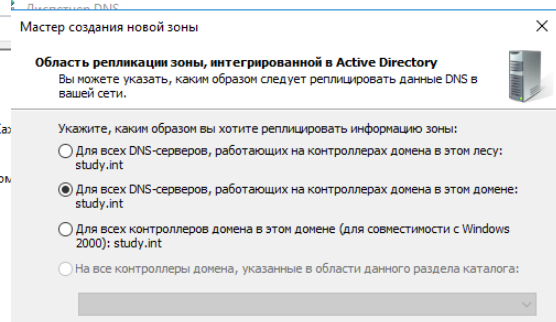 Диспетчер DNS
Мастер создания новой зоны
Область репликации зоны, интегрированной в Active Directory
Вы можете указать, каким образом следует реплицировать данные DNS в
вашей сети.
Укажите, каким образом вы хотите реплицировать информацию зоны:
Для всех DNS-серверов, работающих на контроллерах домена в этом лесу:
study.int
Для всех DNS-серверов, работающих на контроллерах домена в этом домене:
study.int
Для всех контроллеров домена в этом домене (для совместимости с Windows
2000): study.int
На все контроллеры домена, указанные в области данного раздела каталога: